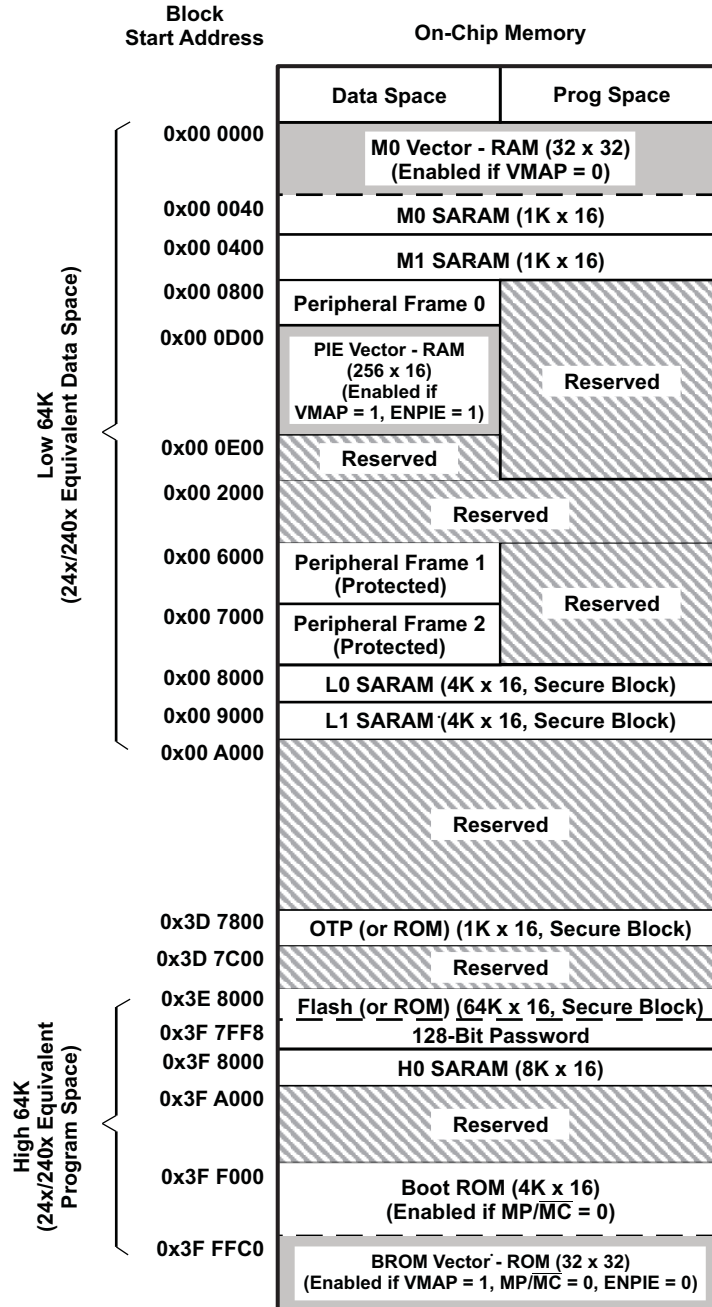 Block
Start Address
On-Chip Memory
Data Space
Prog Space
0x00 0000
M0 Vector - RAM (32 x 32)
(Enabled if VMAP = 0)
0x00 0040
M0 SARAM (1K x 16)
0x00 0400
M1 SARAM (1K x 16)
0x00 0800
Peripheral Frame 0
0x00 0D00
PIE Vector - RAM
(256 x 16)
(Enabled if
VMAP = 1, ENPIE = 1)
Reserved
0x00 0E00
Reserved
0x00 2000
Reserved
0x00 6000
Peripheral Frame 1
(Protected)
Reserved
0x00 7000
Peripheral Frame 2
(Protected)
0x00 8000
L0 SARAM (4K x 16, Secure Block)
0x00 9000
L1 SARAM (4K x 16, Secure Block)
0x00 A000
Low 64K
(24x/240x Equivalent Data Space)
Reserved
0x3D 7800
OTP (or ROM) (1K x 16, Secure Block)
0x3D 7C00
Reserved
0x3E 8000
Flash (or ROM) (64K x 16, Secure Block)
0x3F 7FF8
128-Bit Password
0x3F 8000
H0 SARAM (8K x 16)
0x3F A000
Reserved
High 64K
(24x/240x Equivalent
Program Space)
0x3F F000
Boot ROM (4K x 16)
(Enabled if MP/M̅C̅ = 0)
0x3F FFC0
BROM Vector - ROM (32 x 32)
(Enabled if VMAP = 1, MP/M̅C̅ = 0, ENPIE = 0)